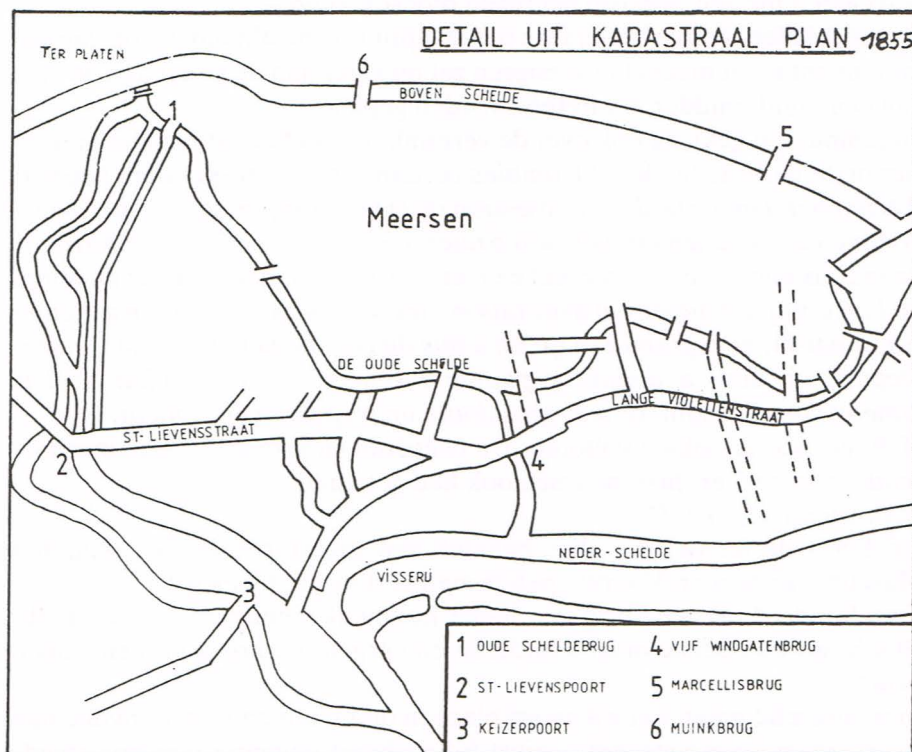 DETAIL UIT KADASTRAAL PLAN 1855
TER PLATEN
6
BOVEN SCHELDE
1
5
Meersen
DE OUDE SCHELDE
LANGE VIOLETTENSTRAAT
ST-LIEVENSSTRAAT
2
4
NEDER-SCHELDE
VISSERIJ
3
1 OUDE SCHELDEBRUG
2 ST-LIEVENSPOORT
3 KEIZERPOORT
4 VIJF WINDGATENBRUG
5 MARCELLISBRUG
6 MUINKBRUG